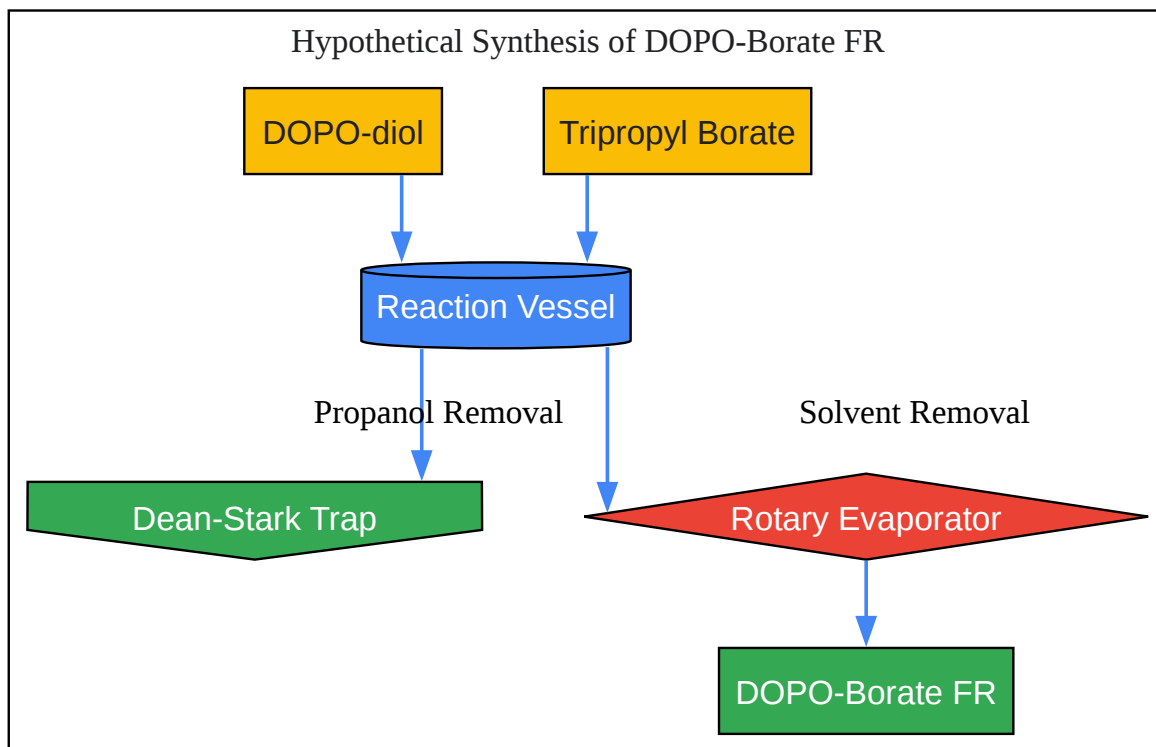 Hypothetical Synthesis of DOPO-Borate FR
DOPO-diol
Tripropyl Borate
Reaction Vessel
Propanol Removal
Solvent Removal
Dean-Stark Trap
Rotary Evaporator
DOPO-Borate FR